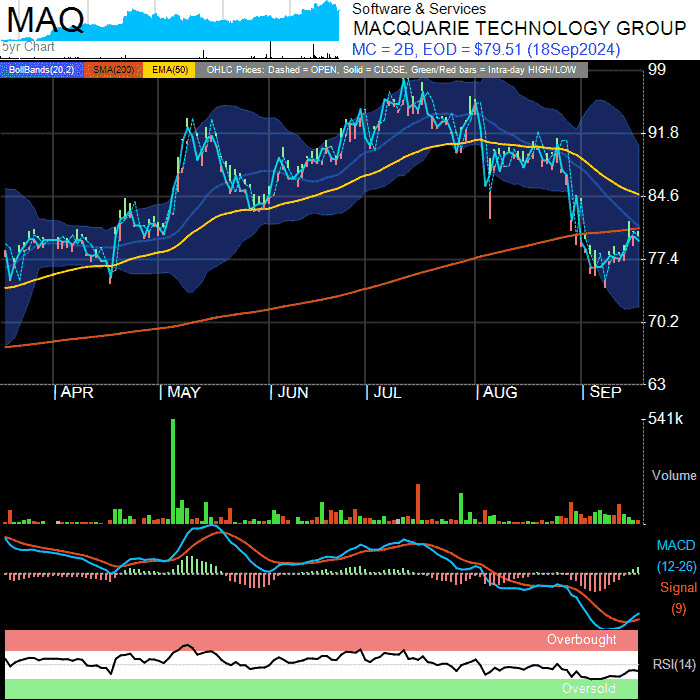 MAQ
5yr Chart
Software & Services
MACQUARIE TECHNOLOGY GROUP
MC = 2B, EOD = $79.51 (18Sep2024)
BollBands(20,2) SMA(200) EMA(50) OHLC Prices: Dashed = OPEN, Solid = CLOSE, Green/Red bars = Intra-day HIGH/LOW
99
91.8
84.6
77.4
70.2
63
APR MAY JUN JUL AUG SEP
541k
Volume
MACD
(12-26)
Signal
(9)
Overbought
RSI(14)
Oversold